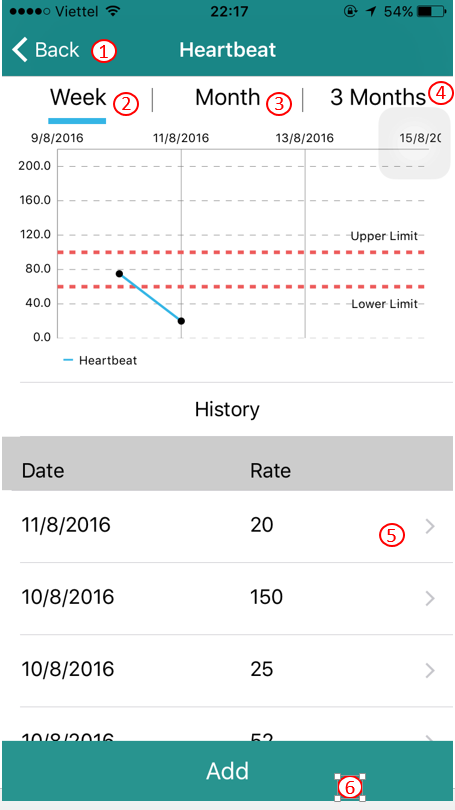 Viettel 22:17 54%
Back 1 Heartbeat
Week 2 | Month 3 | 3 Months 4
9/8/2016 11/8/2016 13/8/2016 15/8/2(
200.0
160.0
120.0 Upper Limit
80.0
40.0 Lower Limit
0.0
Heartbeat
History
Date Rate
11/8/2016 20 5
10/8/2016 150
10/8/2016 25
10/8/2016 52
Add
6